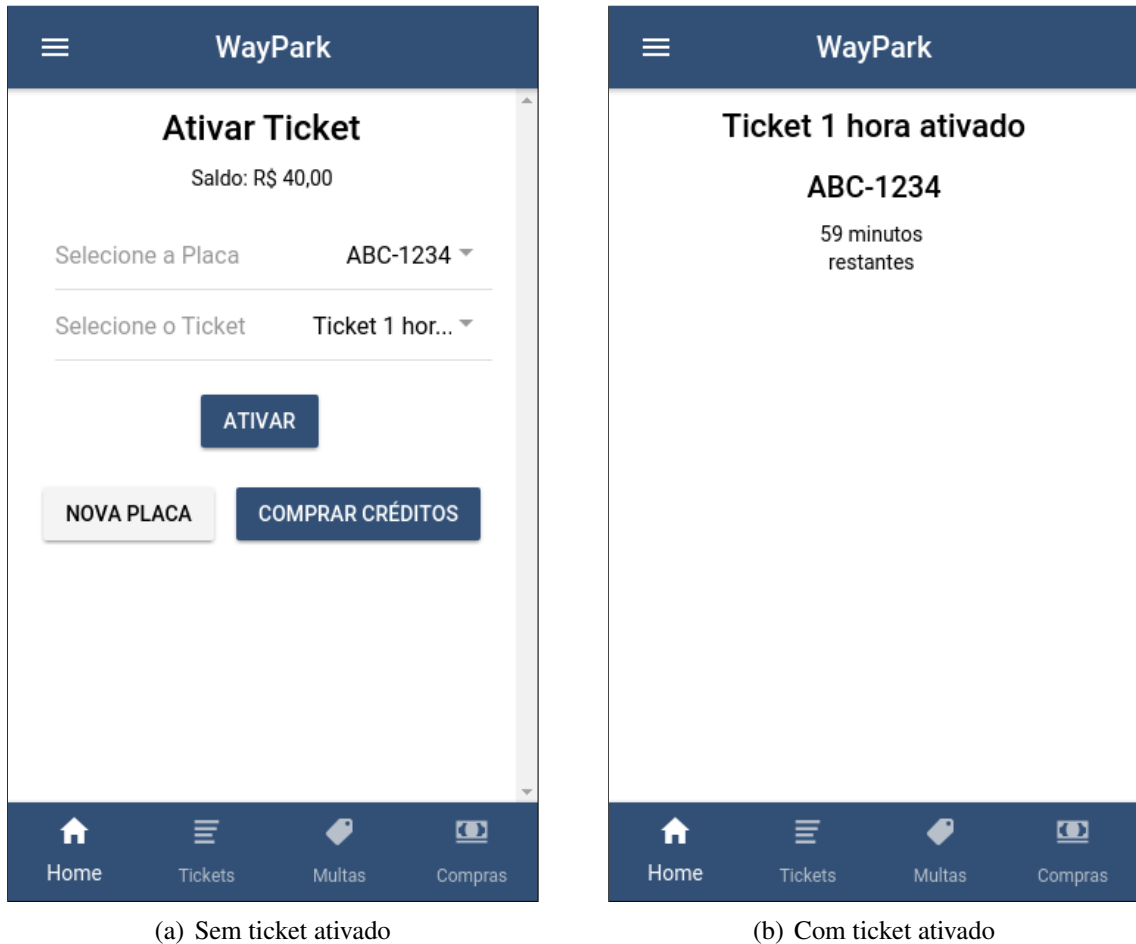 WayPark
Ativar Ticket
Saldo: R$ 40,00
Selecione a Placa ABC-1234
Selecione o Ticket Ticket 1 hor...
ATIVAR
NOVA PLACA COMPRAR CRÉDITOS
Home Tickets Multas Compras
(a) Sem ticket ativado
WayPark
Ticket 1 hora ativado
ABC-1234
59 minutos
restantes
Home Tickets Multas Compras
(b) Com ticket ativado